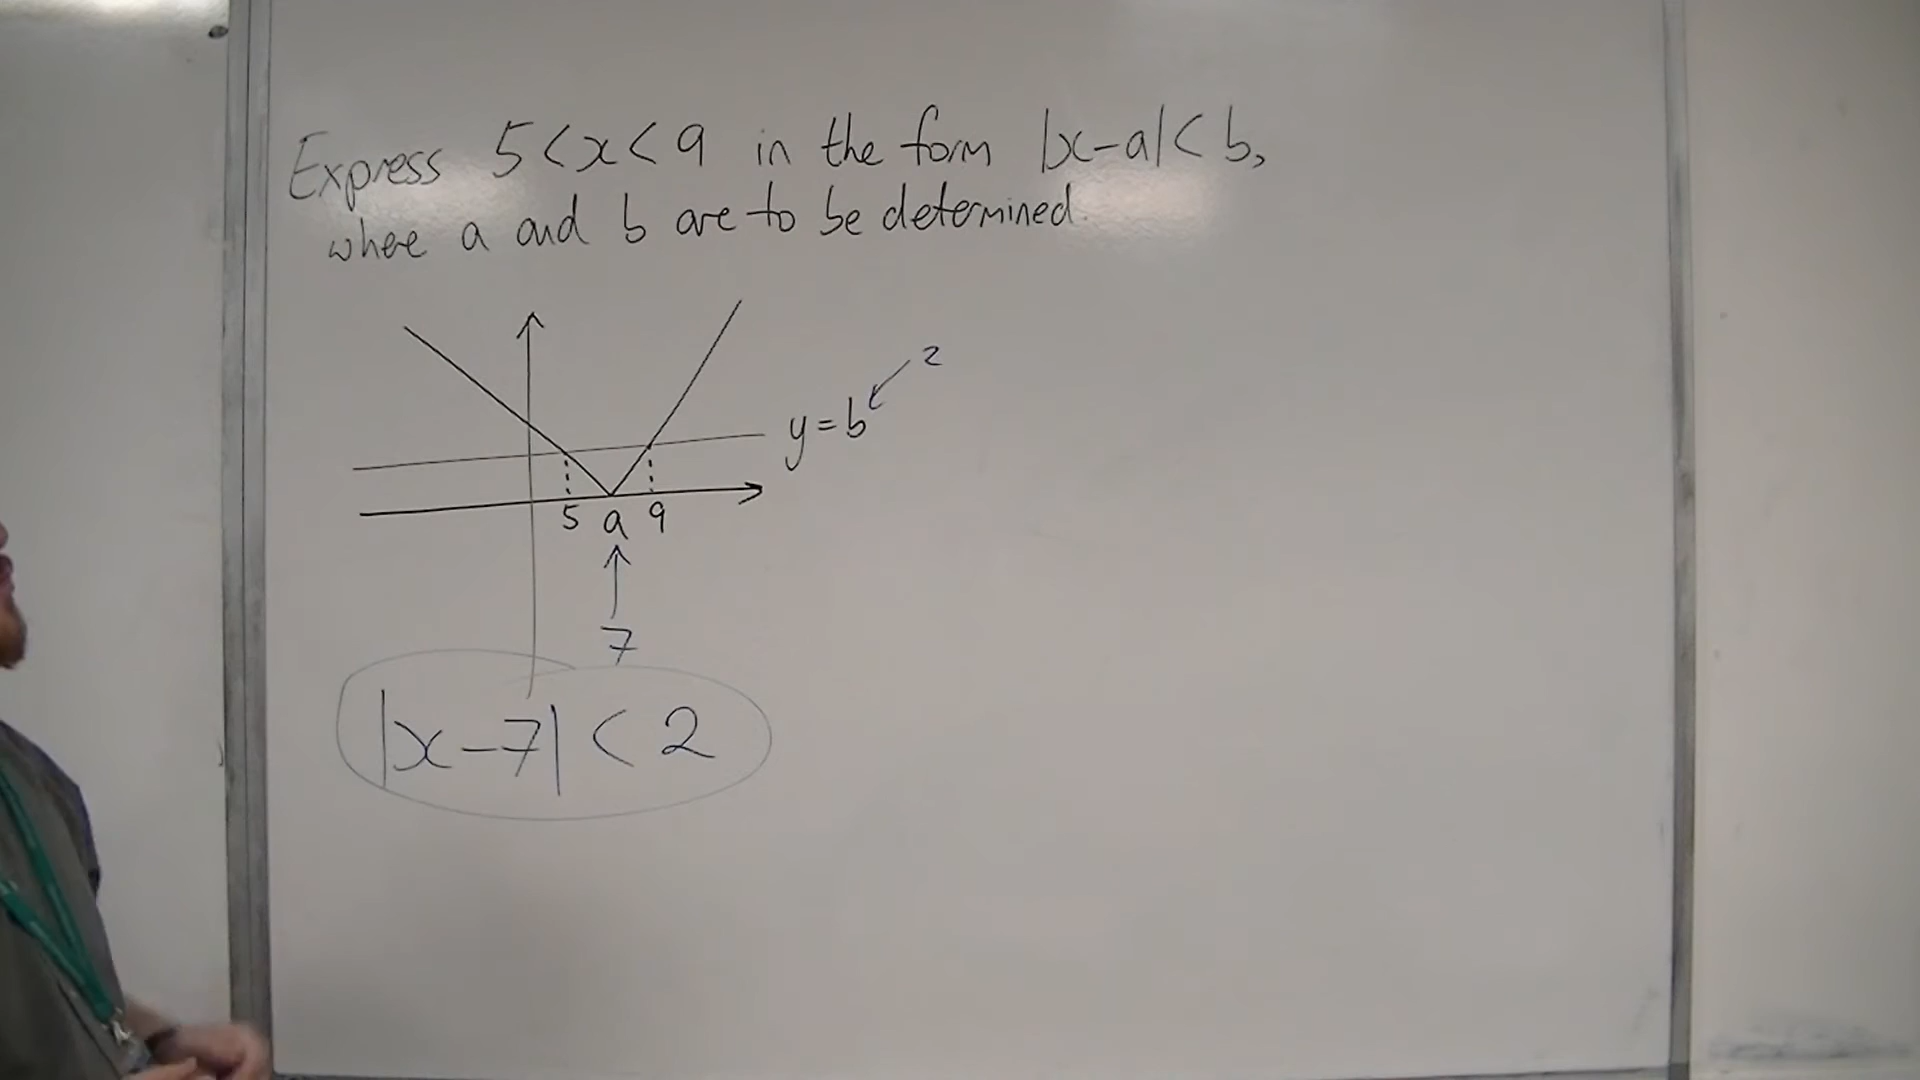 Express 5 < x < 9 in the form |x-a| < b,
where a and b are to be determined.
2
y = b
5 a 9
7
|x-7| < 2